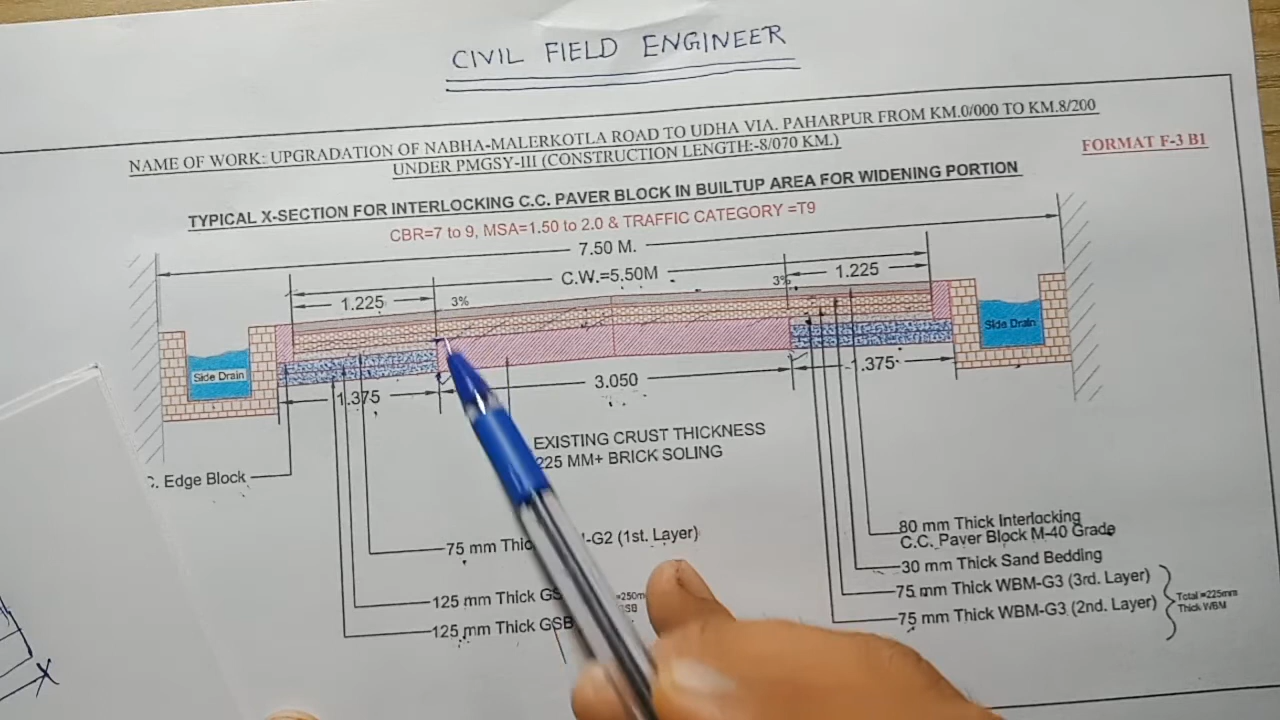 CIVIL FIELD ENGINEER
NAME OF WORK: UPGRADATION OF NABHA-MALERKOTLA ROAD TO UDHA VIA. PAHARPUR FROM KM.0/000 TO KM.8/200
UNDER PMGSY-III (CONSTRUCTION LENGTH:-8/070 KM.)
FORMAT F-3 B1
TYPICAL X-SECTION FOR INTERLOCKING C.C. PAVER BLOCK IN BUILTUP AREA FOR WIDENING PORTION
CBR=7 to 9, MSA=1.50 to 2.0 & TRAFFIC CATEGORY =T9
7.50 M.
C.W.=5.50M
1.225
3%
3%
1.225
Side Drain
Side Drain
1.375
3.050
1.375
EXISTING CRUST THICKNESS
225 MM+ BRICK SOLING
C. Edge Block
75 mm Thic -G2 (1st. Layer)
125 mm Thick GS
125 mm Thick GSB
80 mm Thick Interlocking
C.C. Paver Block M-40 Grade
30 mm Thick Sand Bedding
75 mm Thick WBM-G3 (3rd. Layer)
75 mm Thick WBM-G3 (2nd. Layer)
Total=225mm
Thick WBM